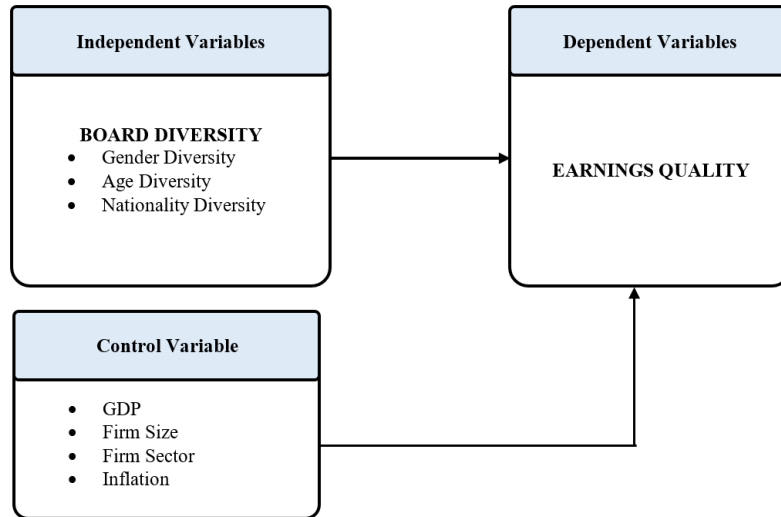 Independent Variables
BOARD DIVERSITY
• Gender Diversity
• Age Diversity
• Nationality Diversity
Dependent Variables
EARNINGS QUALITY
Control Variable
• GDP
• Firm Size
• Firm Sector
• Inflation